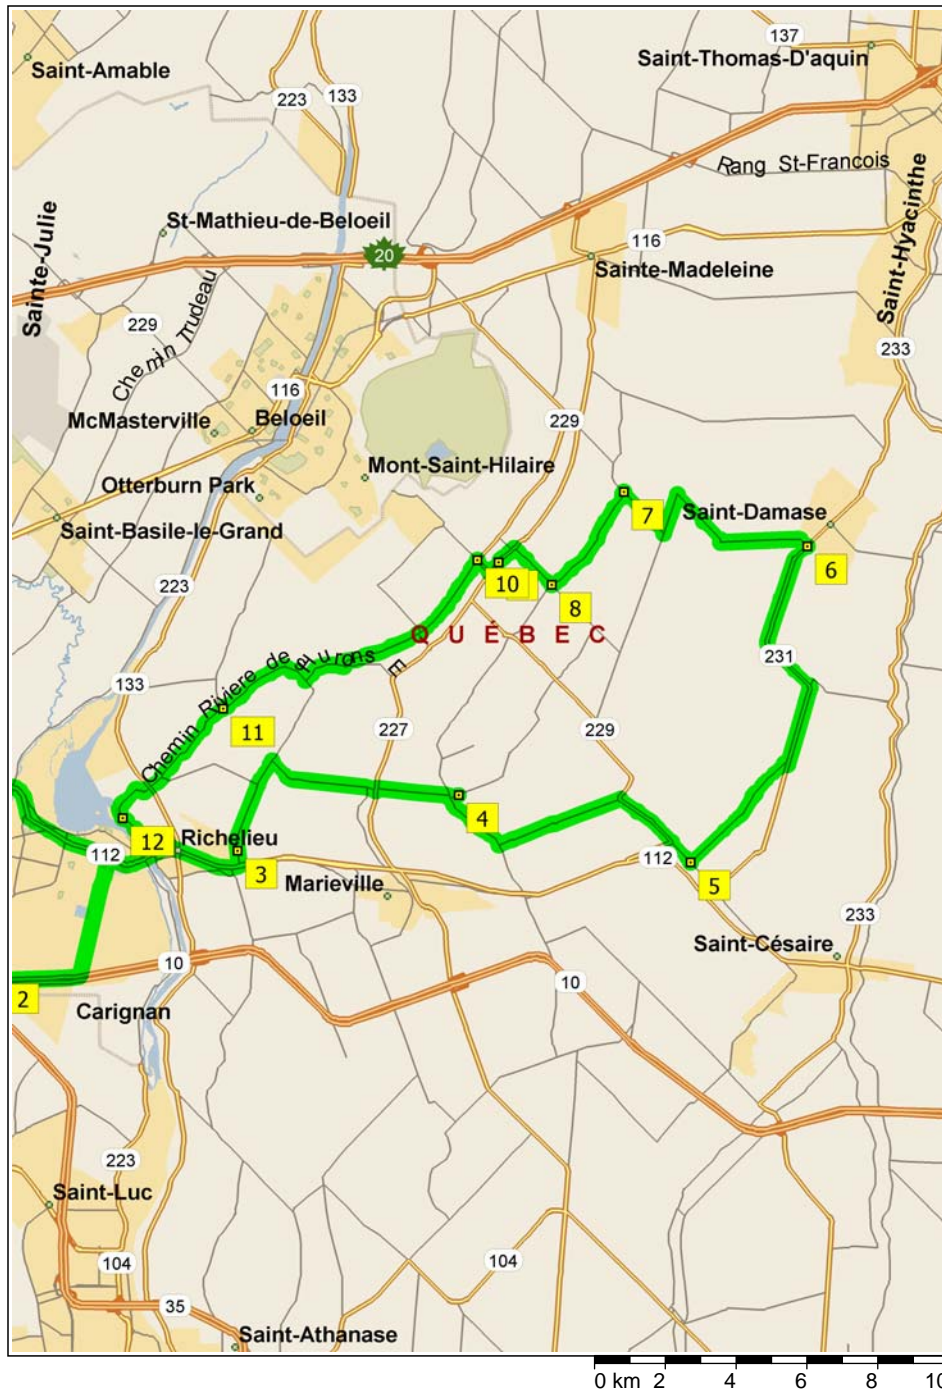 137
Saint-Thomas-D'aquin
Saint-Amable
223
133
Rang St-Francois
Saint-Hyacinthe
Sainte-Julie
St-Mathieu-de-Beloeil
116
20
Sainte-Madeleine
Chemin Trudeau
229
233
116
McMasterville
Beloeil
229
Mont-Saint-Hilaire
Otterburn Park
7
Saint-Damase
Saint-Basile-le-Grand
6
223
10
8
QUÉBEC
231
133
Chemin Riviere de
E
11
227
229
4
Richelieu
12
112
3
112
5
Marieville
233
Saint-Césaire
10
10
2
Carignan
223
Saint-Luc
104
104
35
Saint-Athanase
0 km 2 4 6 8 10